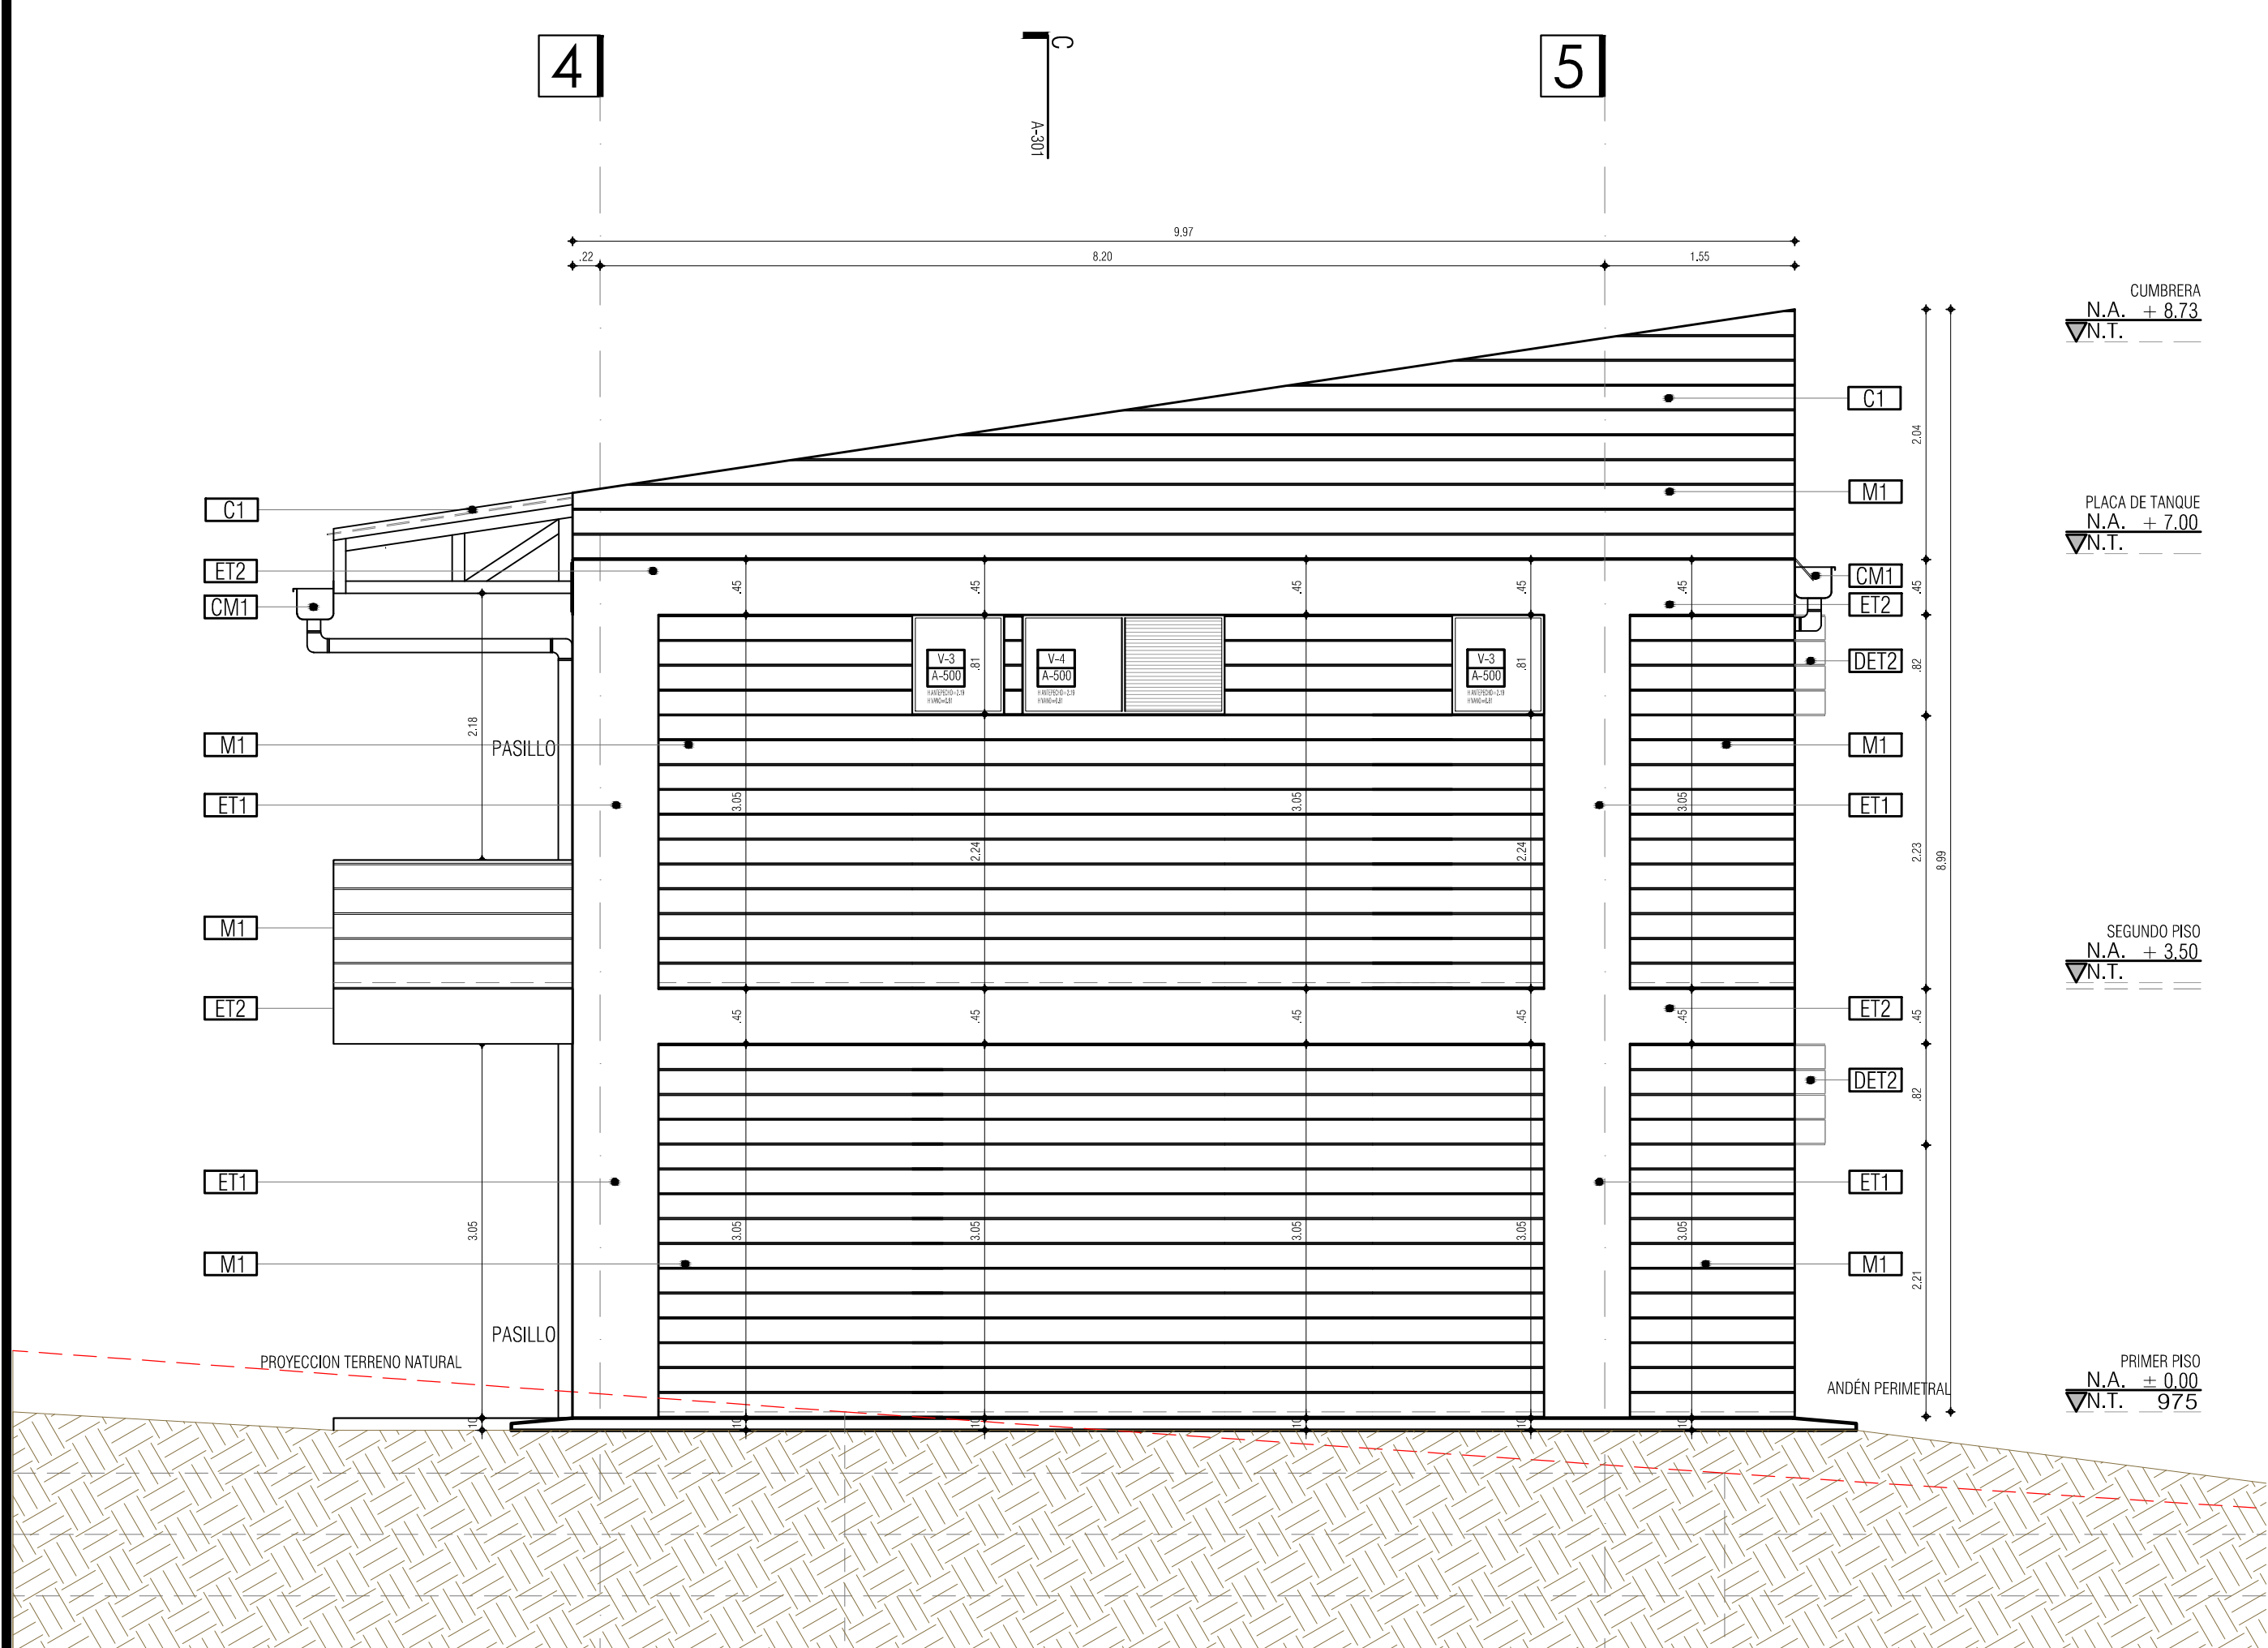 4
5
C
A-301
9.97
.22
8.20
1.55
CUMBRERA
N.A. + 8.73
N.T.
C1
2.04
M1
C1
PLACA DE TANQUE
N.A. + 7.00
N.T.
ET2
CM1
CM1
ET2
.45
.45
.45
.45
.45
.45
V-3
A-500
.81
V-4
A-500
.81
V-3
A-500
.81
DET2
.82
2.18
M1
PASILLO
M1
ET1
3.05
3.05
3.05
ET1
2.24
2.24
2.23
8.99
M1
SEGUNDO PISO
N.A. + 3.50
N.T.
ET2
.45
.45
.45
.45
.45
ET2
.45
DET2
.82
ET1
ET1
3.05
3.05
3.05
3.05
3.05
3.05
M1
M1
2.21
PASILLO
PROYECCION TERRENO NATURAL
ANDÉN PERIMETRAL
PRIMER PISO
N.A. ± 0.00
N.T. 975
.10
.10
.10
.10
.10
.10